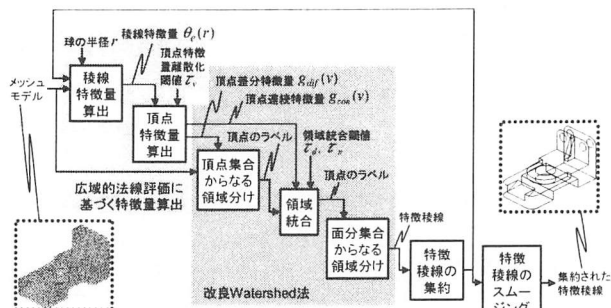 球の半径r
稜線特徴量 θe(r)
頂点特徴
量離散化
閾値 τv
メッシュ
モデル
稜線
特徴量
算出
頂点差分特徴量 gdif(v)
頂点連続特徴量 gcon(v)
頂点
特徴量
算出
頂点のラベル
領域統合閾値
τd、τn
広域的法線評価に
基づく特徴量算出
頂点集合
からなる
領域分け
頂点のラベル
領域
統合
特徴稜線
面分集合
からなる
領域分け
特徴
稜線の
集約
特徴
稜線の
スムー
ジング
集約された
特徴稜線
改良Watershed法